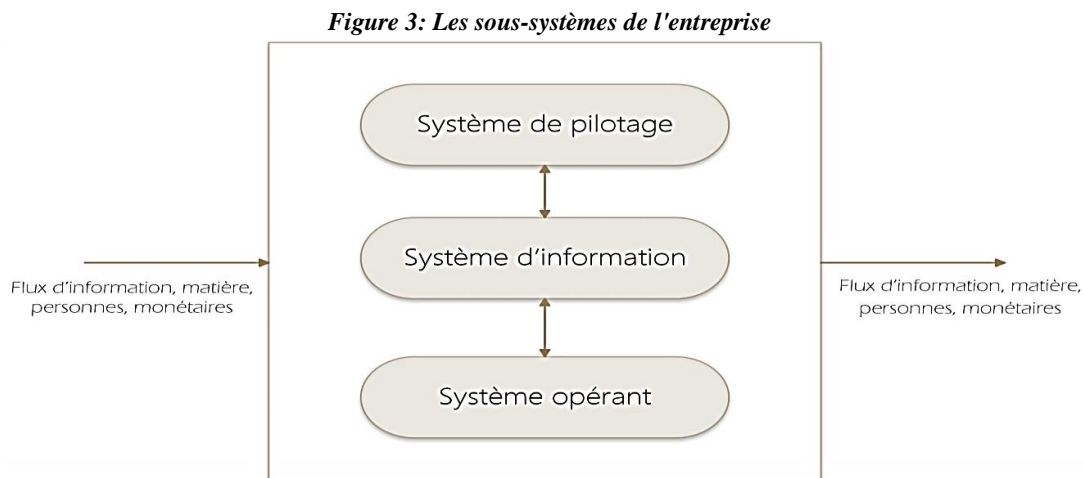 Figure 3: Les sous-systèmes de l'entreprise
Système de pilotage
Système d'information
Flux d'information, matière,
personnes, monétaires
Flux d'information, matière,
personnes, monétaires
Système opérant